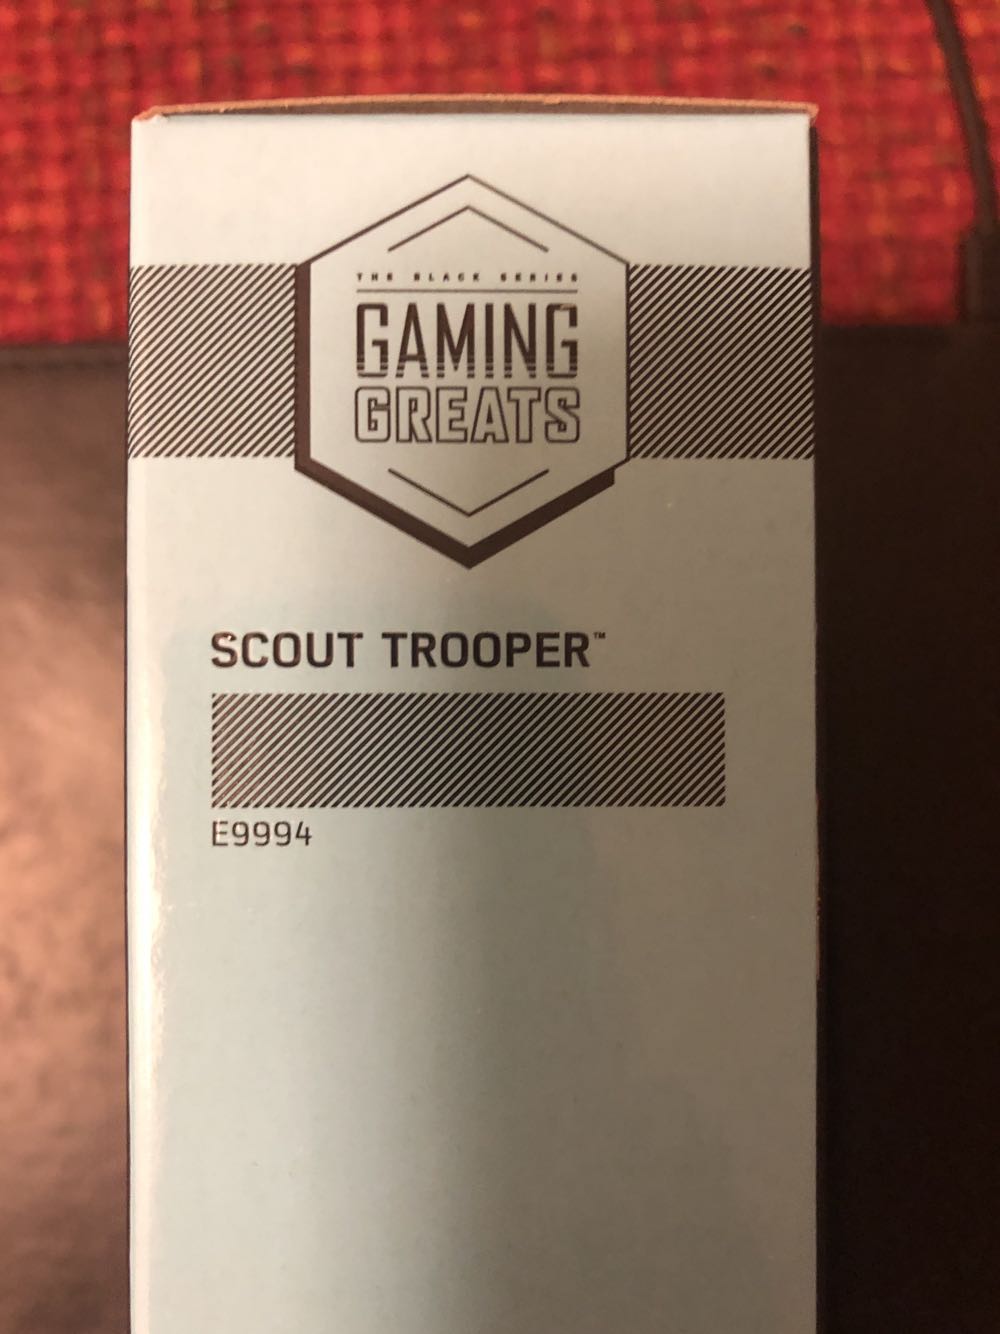 THE BLACK SERIES
GAMING
GREATS
SCOUT TROOPER™
E9994